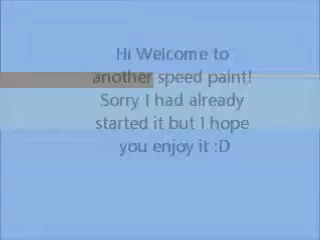 Hi Welcome to
another speed paint!
Sorry I had already
started it but I hope
you enjoy it :D